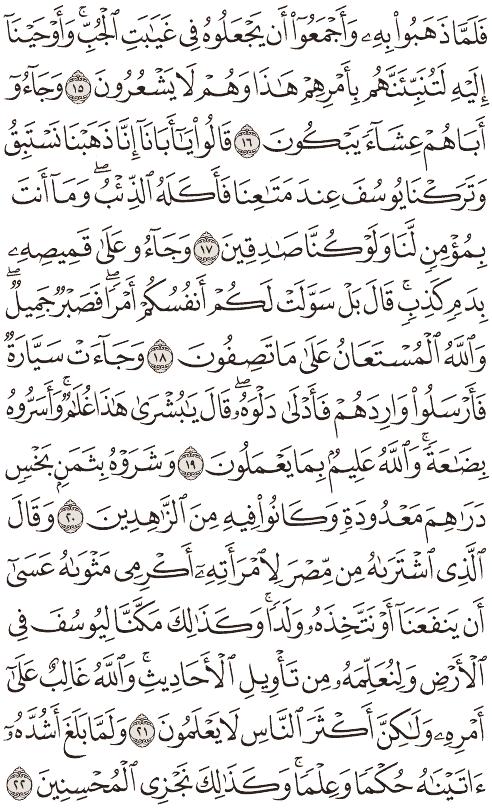 فَلَمَّا ذَهَبُوا۟ بِهِۦ وَأَجْمَعُوٓا۟ أَن يَجْعَلُوهُ فِى غَيَٰبَتِ ٱلْجُبِّ ۚ وَأَوْحَيْنَآ
إِلَيْهِ لَتُنَبِّئَنَّهُم بِأَمْرِهِمْ هَٰذَا وَهُمْ لَا يَشْعُرُونَ ١٥ وَجَآءُوٓ
أَبَاهُمْ عِشَآءً يَبْكُونَ ١٦ قَالُوا۟ يَٰٓأَبَانَآ إِنَّا ذَهَبْنَا نَسْتَبِقُ
وَتَرَكْنَا يُوسُفَ عِندَ مَتَٰعِنَا فَأَكَلَهُ ٱلذِّئْبُ ۖ وَمَآ أَنتَ
بِمُؤْمِنٍ لَّنَا وَلَوْ كُنَّا صَٰدِقِينَ ١٧ وَجَآءُو عَلَىٰ قَمِيصِهِۦ
بِدَمٍ كَذِبٍ ۚ قَالَ بَلْ سَوَّلَتْ لَكُمْ أَنفُسُكُمْ أَمْرًا ۖ فَصَبْرٌ جَمِيلٌ ۖ
وَٱللَّهُ ٱلْمُسْتَعَانُ عَلَىٰ مَا تَصِفُونَ ١٨ وَجَآءَتْ سَيَّارَةٌ
فَأَرْسَلُوا۟ وَارِدَهُمْ فَأَدْلَىٰ دَلْوَهُۥ ۖ قَالَ يَٰبُشْرَىٰ هَٰذَا غُلَٰمٌ ۚ وَأَسَرُّوهُ
بِضَٰعَةً ۚ وَٱللَّهُ عَلِيمٌۢ بِمَا يَعْمَلُونَ ١٩ وَشَرَوْهُ بِثَمَنٍۭ بَخْسٍ
دَرَٰهِمَ مَعْدُودَةٍ وَكَانُوا۟ فِيهِ مِنَ ٱلزَّٰهِدِينَ ٢٠ وَقَالَ
ٱلَّذِى ٱشْتَرَىٰهُ مِن مِّصْرَ لِٱمْرَأَتِهِۦٓ أَكْرِمِى مَثْوَىٰهُ عَسَىٰٓ
أَن يَنفَعَنَآ أَوْ نَتَّخِذَهُۥ وَلَدًا ۚ وَكَذَٰلِكَ مَكَّنَّا لِيُوسُفَ فِى
ٱلْأَرْضِ وَلِنُعَلِّمَهُۥ مِن تَأْوِيلِ ٱلْأَحَادِيثِ ۚ وَٱللَّهُ غَالِبٌ عَلَىٰٓ
أَمْرِهِۦ وَلَٰكِنَّ أَكْثَرَ ٱلنَّاسِ لَا يَعْلَمُونَ ٢١ وَلَمَّا بَلَغَ أَشُدَّهُۥٓ
ءَاتَيْنَٰهُ حُكْمًا وَعِلْمًا ۚ وَكَذَٰلِكَ نَجْزِى ٱلْمُحْسِنِينَ ٢٢